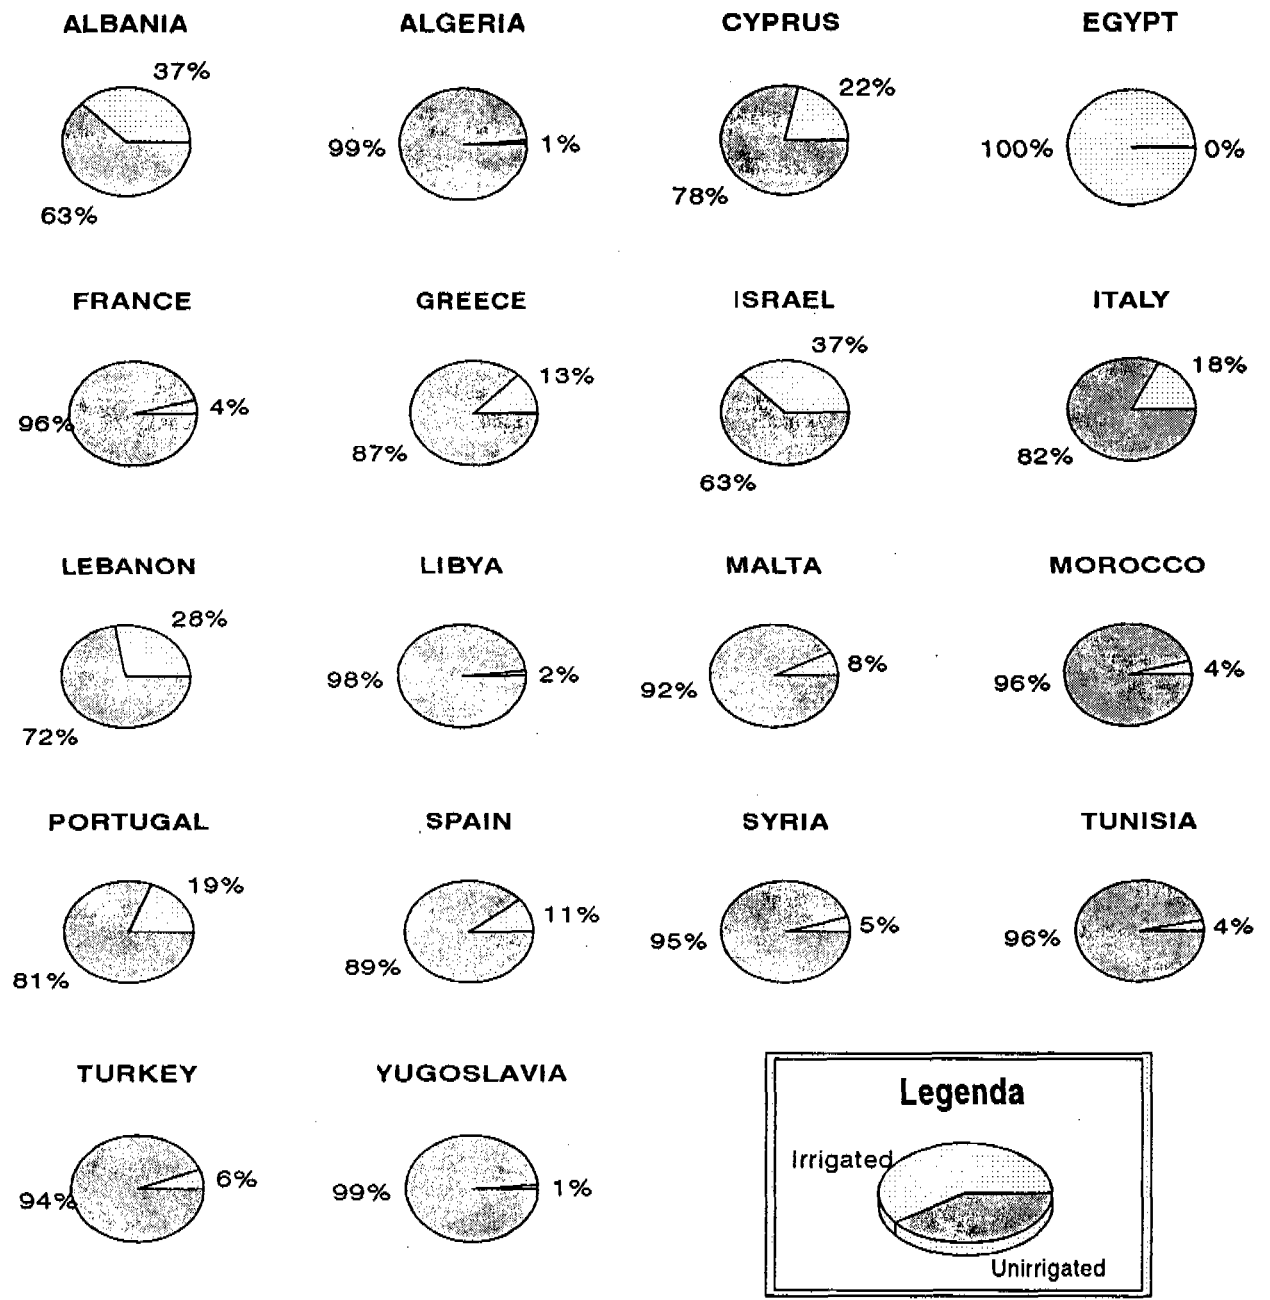 ALBANIA
37%
63%
ALGERIA
99%
1%
CYPRUS
22%
78%
EGYPT
100%
0%
FRANCE
96%
4%
GREECE
13%
87%
ISRAEL
37%
63%
ITALY
18%
82%
LEBANON
28%
72%
LIBYA
98%
2%
MALTA
8%
92%
MOROCCO
96%
4%
PORTUGAL
19%
81%
SPAIN
11%
89%
SYRIA
95%
5%
TUNISIA
96%
4%
TURKEY
94%
6%
YUGOSLAVIA
99%
1%
Legenda
Irrigated
Unirrigated